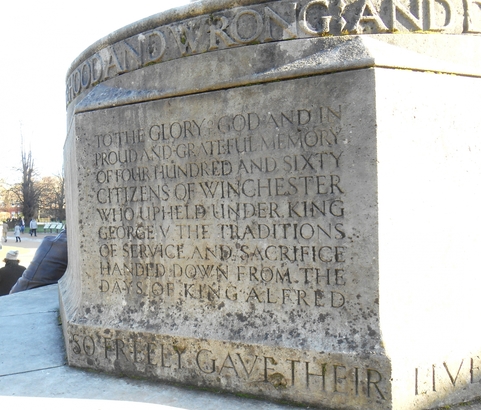 HOOD AND WRONG AND
TO THE GLORY OF GOD AND IN
PROUD AND GRATEFUL MEMORY
OF FOUR HUNDRED AND SIXTY
CITIZENS OF WINCHESTER
WHO UPHELD UNDER KING
GEORGE V. THE TRADITIONS
OF SERVICE AND SACRIFICE
HANDED DOWN FROM THE
DAYS OF KING ALFRED
SO FREELY GAVE THEIR LIV